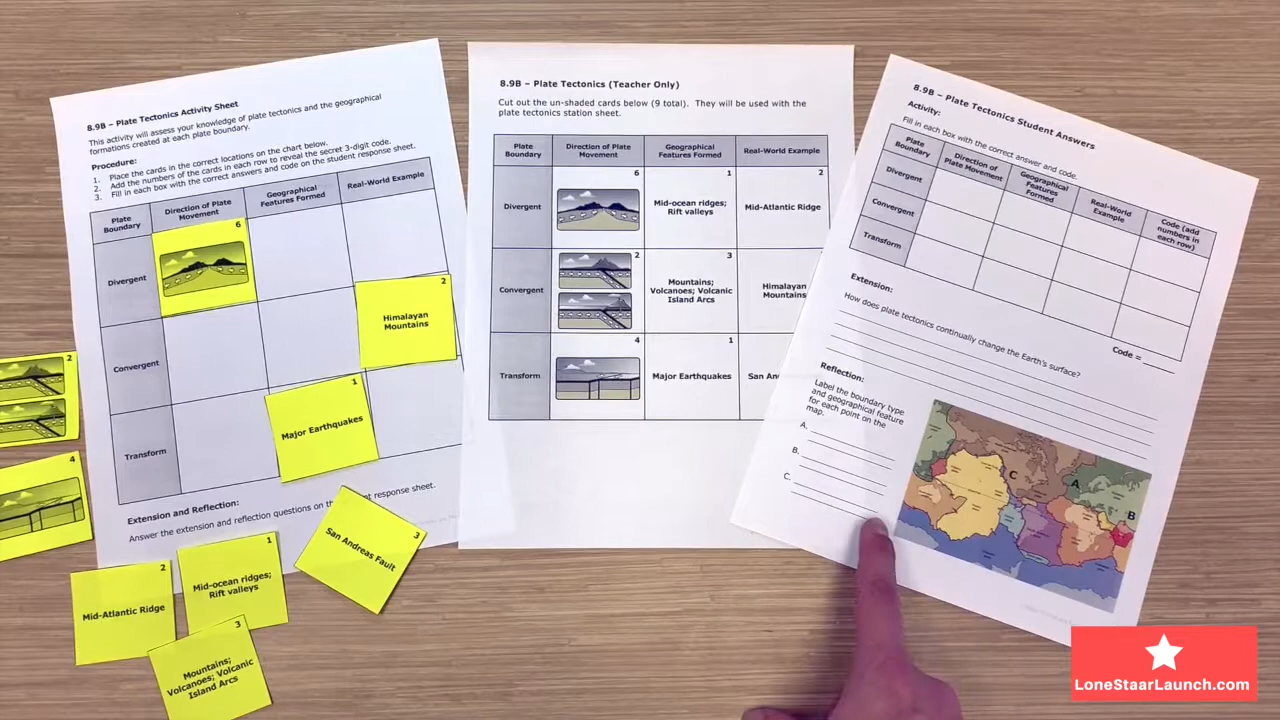 8.9B – Plate Tectonics Activity Sheet
This activity will assess your knowledge of plate tectonics and the geographical
formations created at each plate boundary.
Procedure:
1. Place the cards in the correct locations on the chart below.
2. Add the numbers of the cards in each row to reveal the secret 3-digit code.
3. Fill in each box with the correct answers and code on the student response sheet.
Plate
Boundary
Direction of Plate
Movement
Geographical
Features Formed
Real-World Example
Divergent
6
2
Himalayan
Mountains
Convergent
1
Major Earthquakes
Transform
Extension and Reflection:
Answer the extension and reflection questions on
response sheet.
2
4
2
Mid-Atlantic Ridge
1
Mid-ocean ridges;
Rift valleys
3
San Andreas Fault
3
Mountains;
Volcanoes; Volcanic
Island Arcs
8.9B – Plate Tectonics (Teacher Only)
Cut out the un-shaded cards below (9 total). They will be used with the
plate tectonics station sheet.
Plate
Boundary
Direction of Plate
Movement
Geographical
Features Formed
Real-World Example
Divergent
6
1
Mid-ocean ridges;
Rift valleys
2
Mid-Atlantic Ridge
Convergent
2
3
Mountains;
Volcanoes; Volcanic
Island Arcs
Himalayan
Mountains
Transform
4
1
Major Earthquakes
San
8.9B – Plate Tectonics Student Answers
Activity:
Fill in each box with the correct answer and code.
Plate
Boundary
Direction of
Plate Movement
Geographical
Features
Formed
Real-World
Example
Code (add
numbers in
each row)
Divergent
Convergent
Transform
Code =
Extension:
How does plate tectonics continually change the Earth's surface?
Reflection:
Label the boundary type
and geographical feature
for each point on the
map.
A.
B.
C.
C
A
B
LoneStaarLaunch.com